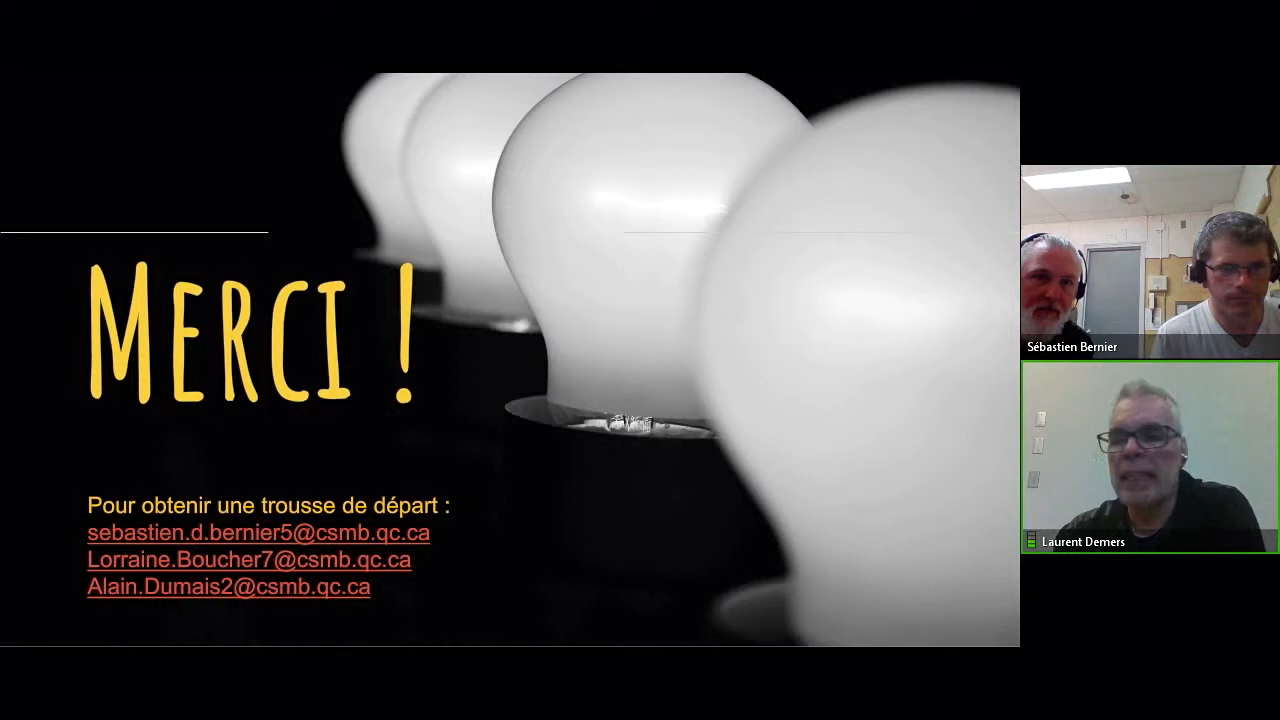 MERCI !
Pour obtenir une trousse de départ :
sebastien.d.bernier5@csmb.qc.ca
Lorraine.Boucher7@csmb.qc.ca
Alain.Dumais2@csmb.qc.ca
Sébastien Bernier
Laurent Demers